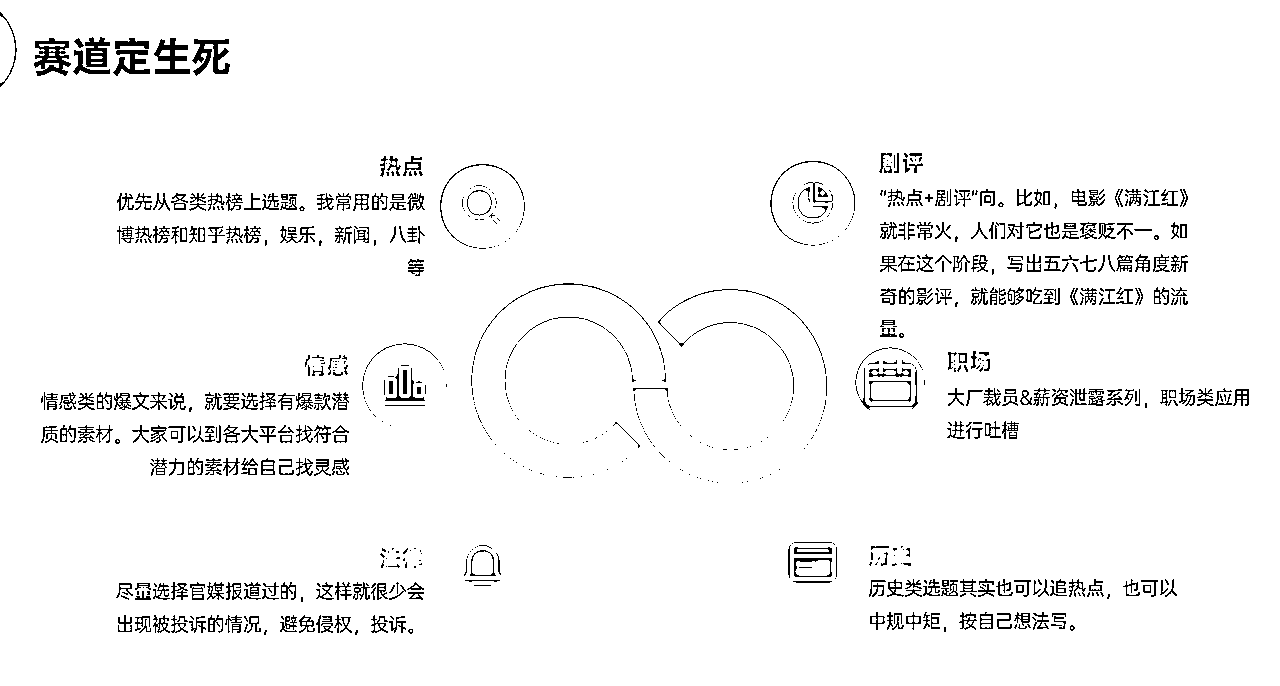 赛道定生死
热点
优先从各类热榜上选题。我常用的是微
博热榜和知乎热榜，娱乐，新闻，八卦
等
剧评
“热点+剧评”向。比如，电影《满江红》
就非常火，人们对它也是褒贬不一。如
果在这个阶段，写出五六七八篇角度新
奇的影评，就能够吃到《满江红》的流
量。
情感
情感类的爆文来说，就要选择有爆款潜
质的素材。大家可以到各大平台找符合
潜力的素材给自己找灵感
职场
大厂裁员&薪资泄露系列，职场类应用
进行吐槽
法律
尽量选择官媒报道过的，这样就很少会
出现被投诉的情况，避免侵权，投诉。
历史
历史类选题其实也可以追热点，也可以
中规中矩，按自己想法写。